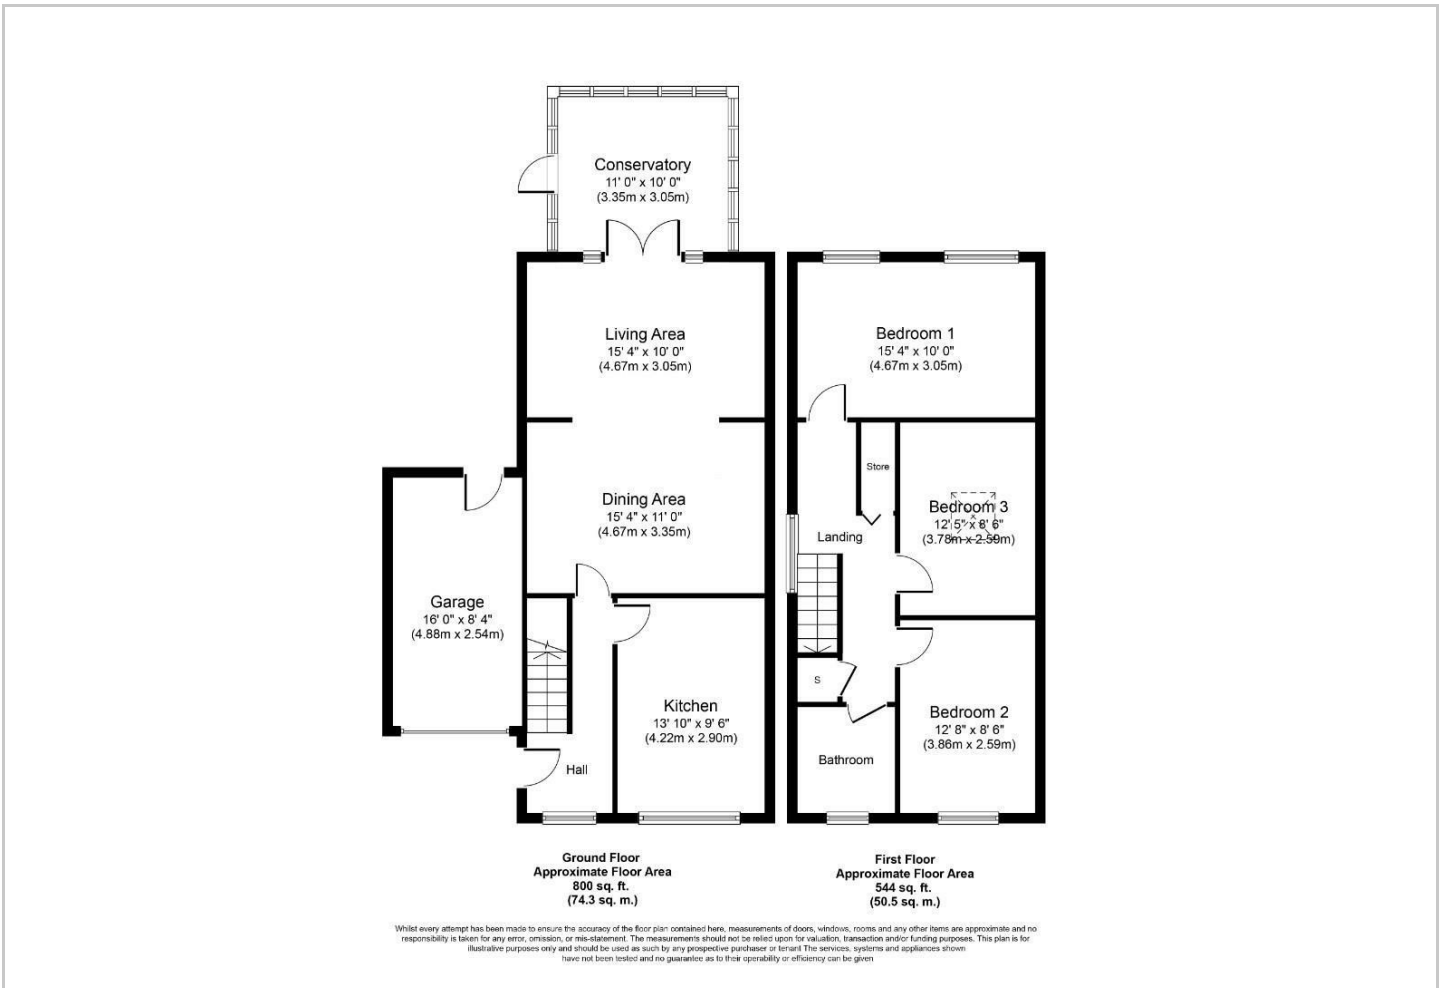 Conservatory
11' 0" x 10' 0"
(3.35m x 3.05m)
Living Area
15' 4" x 10' 0"
(4.67m x 3.05m)
Bedroom 1
15' 4" x 10' 0"
(4.67m x 3.05m)
Store
Dining Area
15' 4" x 11' 0"
(4.67m x 3.35m)
Bedroom 3
12' 5" x 8' 6"
(3.78m x 2.59m)
Landing
Garage
16' 0" x 8' 4"
(4.88m x 2.54m)
S
Kitchen
13' 10" x 9' 6"
(4.22m x 2.90m)
Bedroom 2
12' 8" x 8' 6"
(3.86m x 2.59m)
Hall
Bathroom
Ground Floor
Approximate Floor Area
800 sq. ft.
(74.3 sq. m.)
First Floor
Approximate Floor Area
544 sq. ft.
(50.5 sq. m.)
Whilst every attempt has been made to ensure the accuracy of the floor plan contained here, measurements of doors, windows, rooms and any other items are approximate and no
responsibility is taken for any error, omission, or mis-statement. The measurements should not be relied upon for valuation, transaction and/or funding purposes. This plan is for
illustrative purposes only and should be used as such by any prospective purchaser or tenant The services, systems and appliances shown
have not been tested and no guarantee as to their operability or efficiency can be given